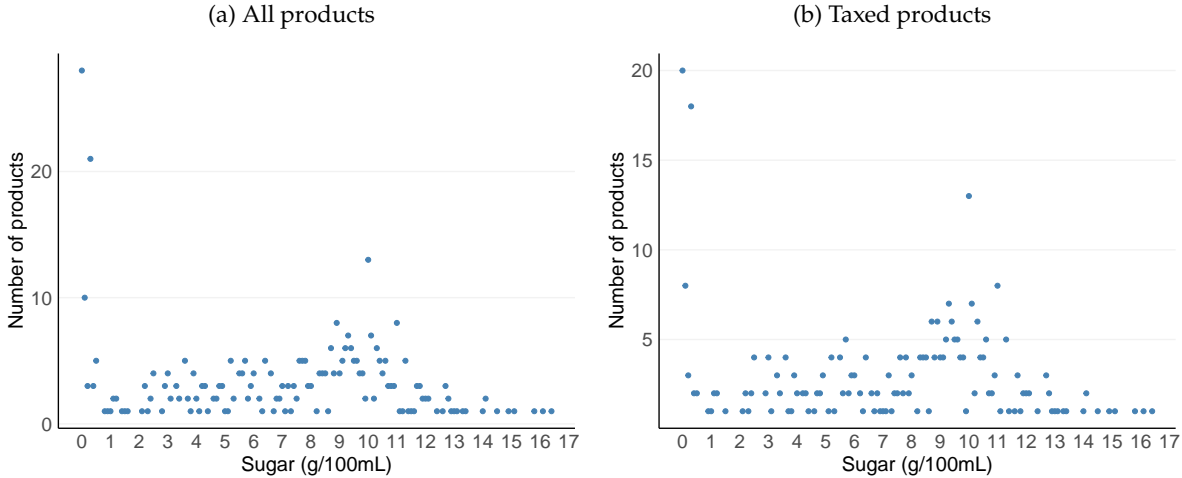 (a) All products
Number of products
20
10
0
0 1 2 3 4 5 6 7 8 9 10 11 12 13 14 15 16 17
Sugar (g/100mL)
(b) Taxed products
Number of products
20
15
10
5
0 1 2 3 4 5 6 7 8 9 10 11 12 13 14 15 16 17
Sugar (g/100mL)